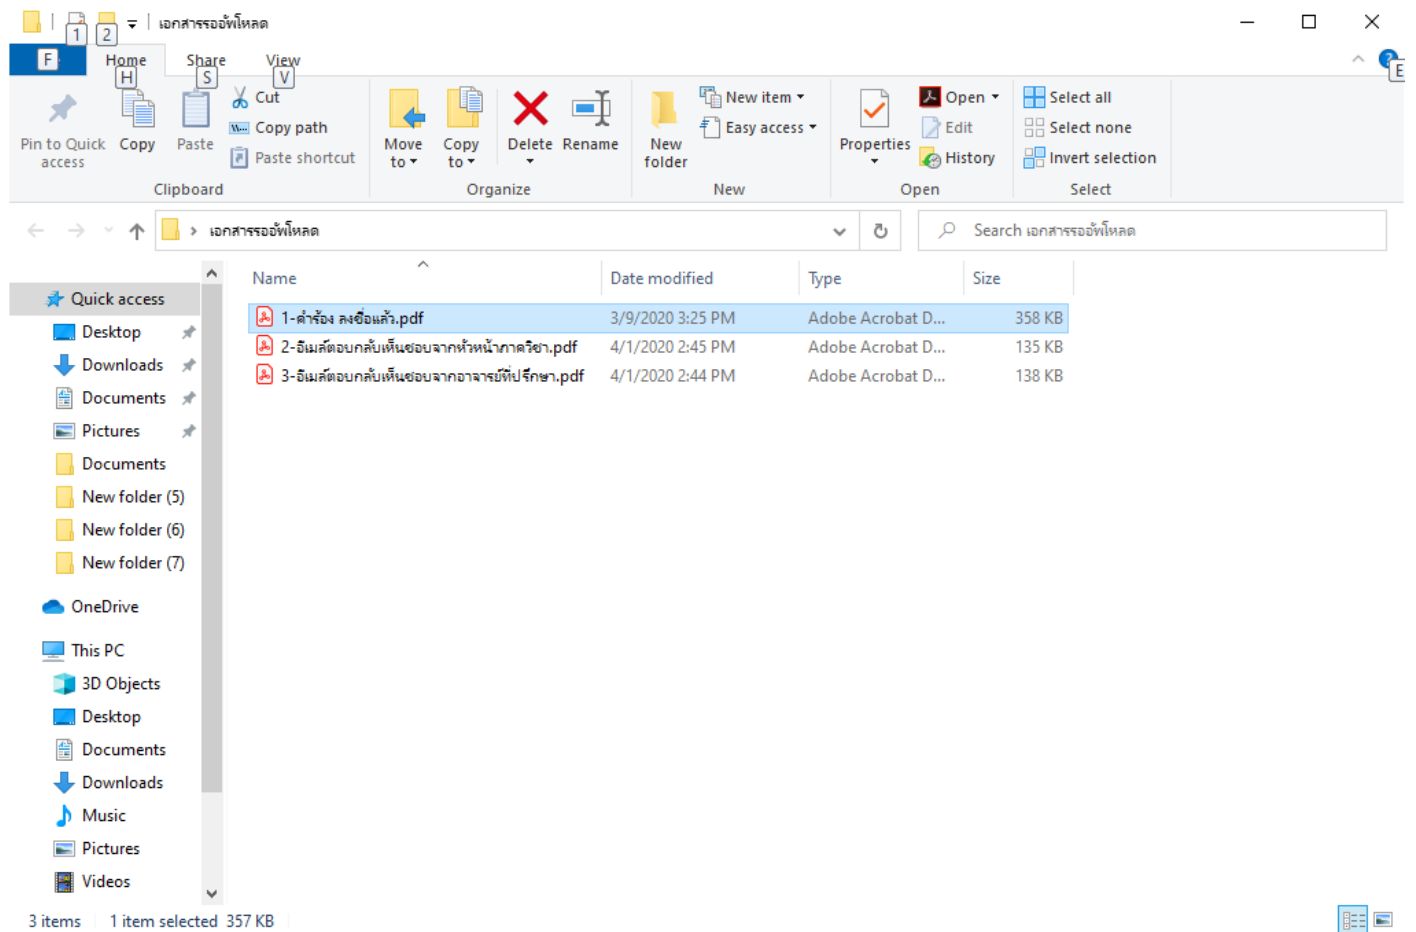 1 2 เอกสารรออัพโหลด
F Home Share View
H S V E
Pin to Quick access
Copy
Paste
Cut
Copy path
Paste shortcut
Clipboard
Move to
Copy to
Delete
Rename
Organize
New folder
New item
Easy access
New
Properties
Open
Edit
History
Open
Select all
Select none
Invert selection
Select
เอกสารรออัพโหลด
Search เอกสารรออัพโหลด
Name Date modified Type Size
1-คำร้อง ลงชื่อแล้ว.pdf 3/9/2020 3:25 PM Adobe Acrobat D... 358 KB
2-อีเมล์ตอบกลับเห็นชอบจากหัวหน้าภาควิชา.pdf 4/1/2020 2:45 PM Adobe Acrobat D... 135 KB
3-อีเมล์ตอบกลับเห็นชอบจากอาจารย์ที่ปรึกษา.pdf 4/1/2020 2:44 PM Adobe Acrobat D... 138 KB
Quick access
Desktop
Downloads
Documents
Pictures
Documents
New folder (5)
New folder (6)
New folder (7)
OneDrive
This PC
3D Objects
Desktop
Documents
Downloads
Music
Pictures
Videos
3 items 1 item selected 357 KB